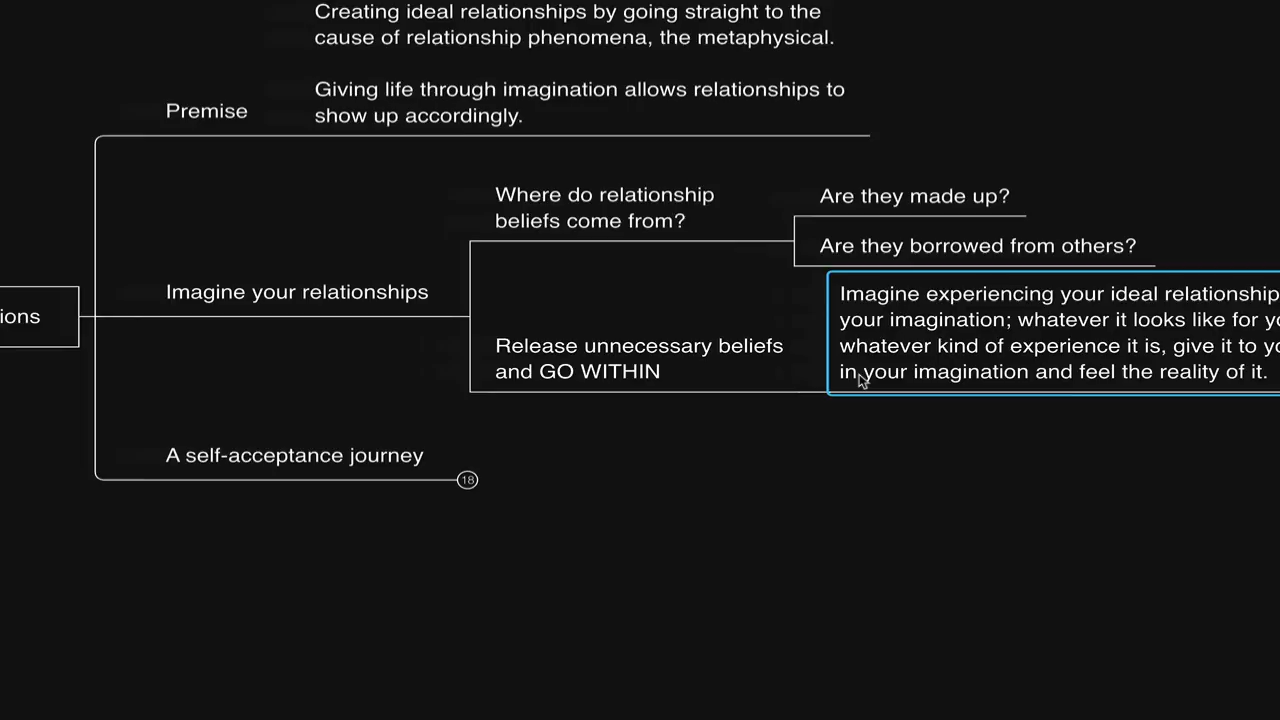 Creating ideal relationships by going straight to the
cause of relationship phenomena, the metaphysical.
Giving life through imagination allows relationships to
show up accordingly.
Premise
Where do relationship
beliefs come from?
Are they made up?
Are they borrowed from others?
Imagine your relationships
ions
Imagine experiencing your ideal relationship
your imagination; whatever it looks like for
whatever kind of experience it is, give it to
in your imagination and feel the reality of it.
Release unnecessary beliefs
and GO WITHIN
A self-acceptance journey
18